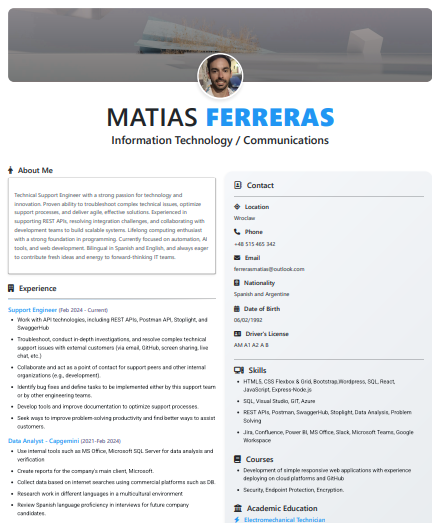 MATIAS FERRERAS
Information Technology / Communications
About Me
Technical Support Engineer with a strong passion for technology and
innovation. Proven ability to troubleshoot complex technical issues, optimize
support processes, and deliver agile, effective solutions. Experienced in
supporting REST APIs, resolving integration challenges, and collaborating with
development teams to build scalable systems. Lifelong computing enthusiast
with a strong foundation in programming. Currently focused on automation, AI
tools, and web development. Bilingual in Spanish and English, and always eager
to contribute fresh ideas and energy to forward-thinking IT teams.
Experience
Support Engineer (Feb 2024 - Current)
• Work with API technologies, including REST APIs, Postman API, Stoplight, and
SwaggerHub
• Troubleshoot, conduct in-depth investigations, and resolve complex technical
support issues with external customers (via email, GitHub, screen sharing, live
chat, etc.)
• Collaborate and act as a point of contact for support peers and other internal
organizations (e.g., development).
• Identify bug fixes and define tasks to be implemented either by this support team
or by other engineering teams.
• Develop tools and improve documentation to optimize support processes.
• Seek ways to improve problem-solving productivity and find better ways to assist
customers.
Data Analyst - Capgemini (2021-Feb 2024)
• Use internal tools such as MS Office, Microsoft SQL Server for data analysis and
verification
• Create reports for the company's main client, Microsoft.
• Collect data based on internet searches using commercial platforms such as DB.
• Research work in different languages in a multicultural environment
• Review Spanish language proficiency in interviews for future company
candidates.
Contact
Location
Wroclaw
Phone
+48 515 465 342
Email
ferrerasmatias@outlook.com
Nationality
Spanish and Argentine
Date of Birth
06/02/1992
Driver's License
AM A1 A2 A B
Skills
• HTML5, CSS Flexbox & Grid, Bootstrap,Wordpress, SQL, React,
JavaScript, Express-Node.js
• SQL, Visual Studio, GIT, Azure
• REST APIs, Postman, SwaggerHub, Stoplight, Data Analysis, Problem
Solving
• Jira, Confluence, Power BI, MS Office, Slack, Microsoft Teams, Google
Workspace
Courses
• Development of simple responsive web applications with experience
deploying on cloud platforms and GitHub
• Security, Endpoint Protection, Encryption.
Academic Education
Electromechanical Technician